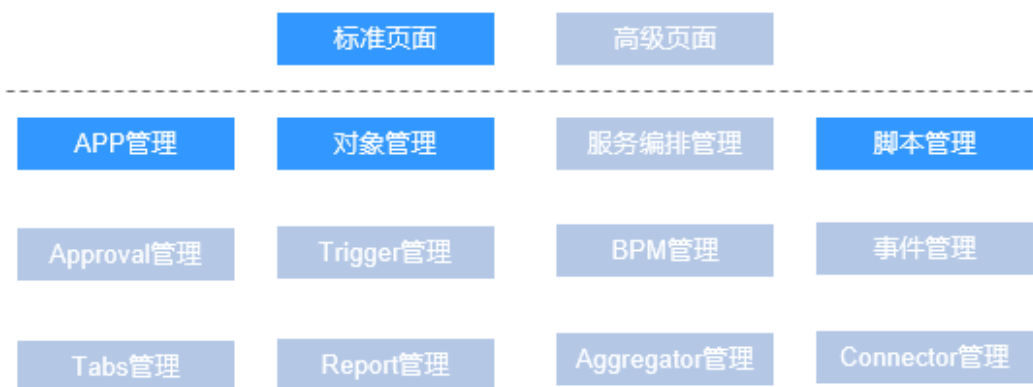 标准页面
高级页面
APP管理
对象管理
服务编排管理
脚本管理
Approval管理
Trigger管理
BPM管理
事件管理
Tabs管理
Report管理
Aggregator管理
Connector管理